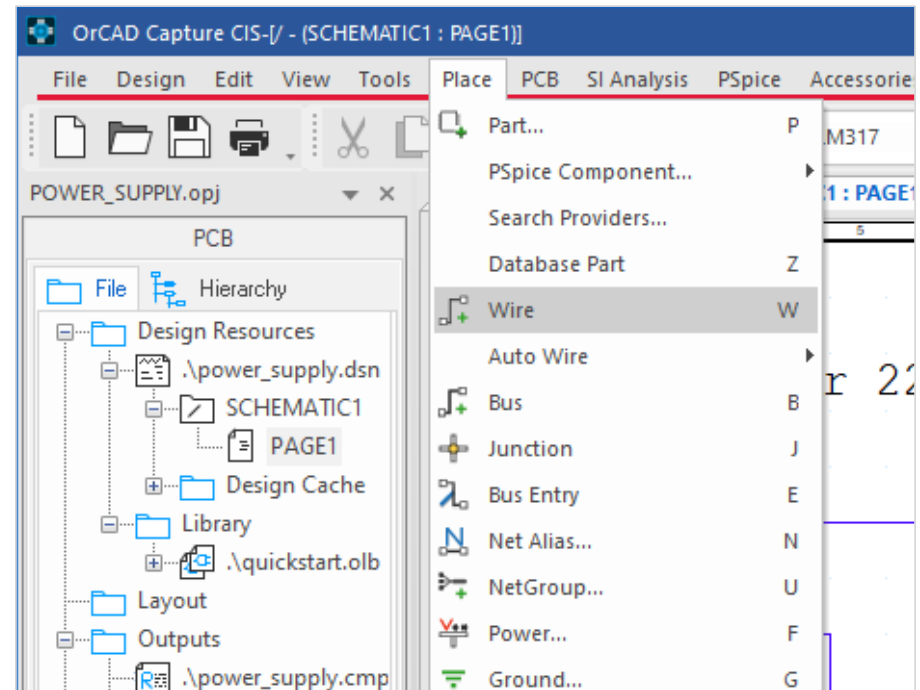 OrCAD Capture CIS-[/ - (SCHEMATIC1 : PAGE1)]
File Design Edit View Tools Place PCB SI Analysis PSpice Accessorie
.M317
POWER_SUPPLY.opj
1 : PAGE1
PCB
5
File Hierarchy
Design Resources
.\power_supply.dsn
SCHEMATIC1
PAGE1
Design Cache
Library
.\quickstart.olb
Layout
Outputs
.\power_supply.cmp
Part... P
PSpice Component...
Search Providers...
Database Part Z
Wire W
Auto Wire
Bus B
Junction J
Bus Entry E
Net Alias... N
NetGroup... U
Power... F
Ground... G
r 22